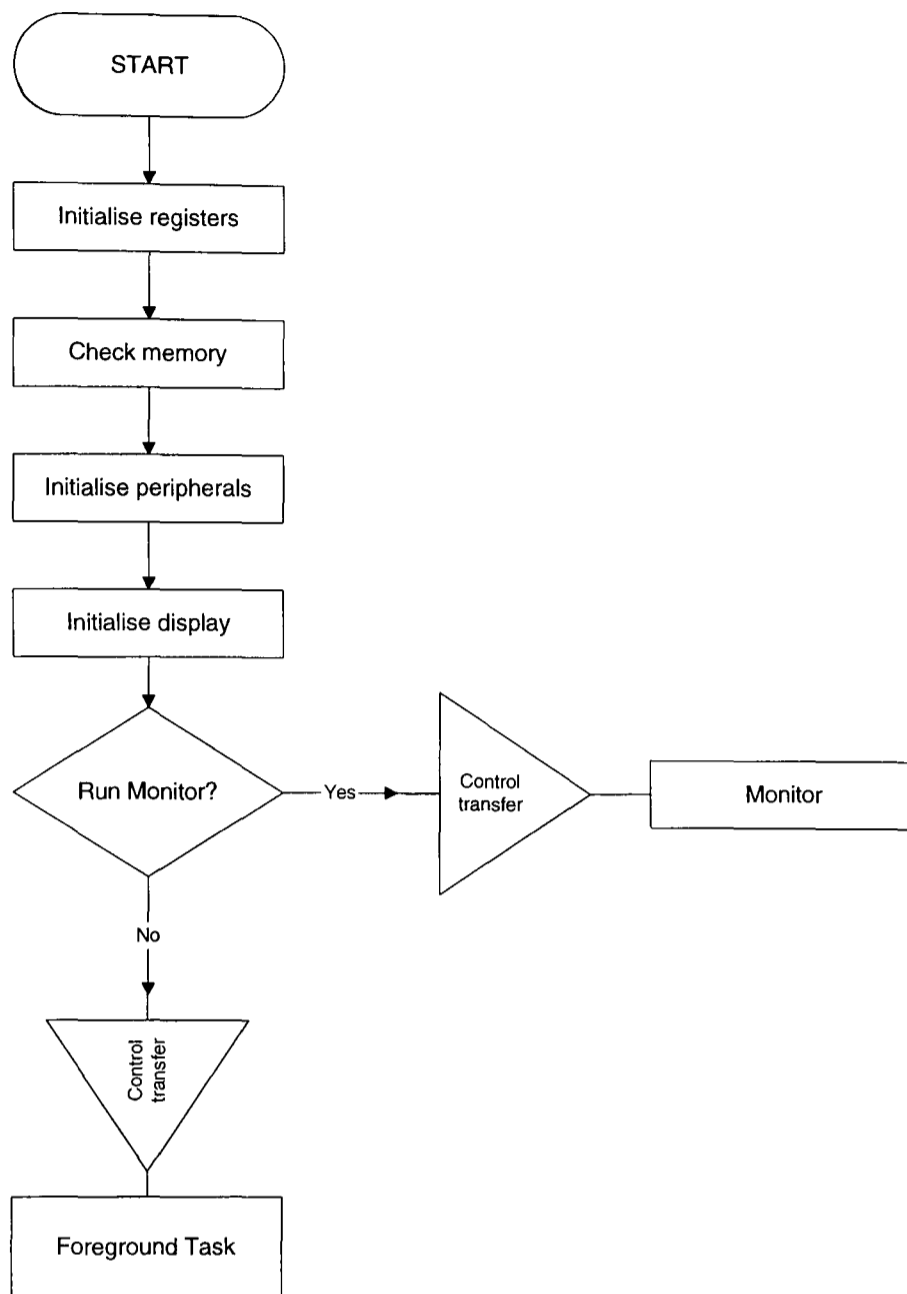 START
Initialise registers
Check memory
Initialise peripherals
Initialise display
Run Monitor?
Yes
Control
transfer
Monitor
No
Control
transfer
Foreground Task